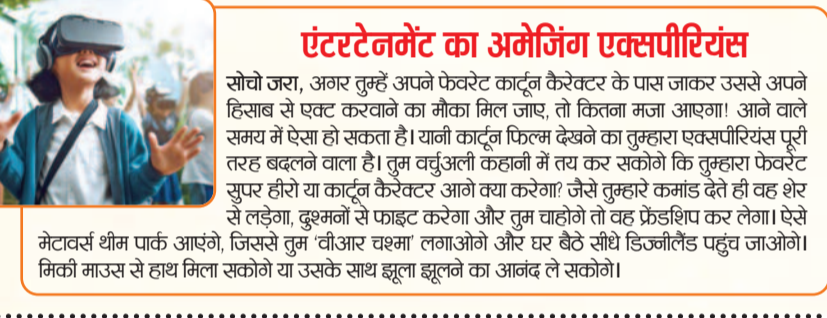 एंटरटेनमेंट का अमेजिंग एक्सपीरियंस
सोचो जरा, अगर तुम्हें अपने फेवरेट कार्टून कैरेक्टर के पास जाकर उससे अपने
हिसाब से एक्ट करवाने का मौका मिल जाए, तो कितना मजा आएगा! आने वाले
समय में ऐसा हो सकता है। यानी कार्टून फिल्म देखने का तुम्हारा एक्सपीरियंस पूरी
तरह बदलने वाला है। तुम वर्चुअली कहानी में तय कर सकोगे कि तुम्हारा फेवरेट
सुपर हीरो या कार्टून कैरेक्टर आगे क्या करेगा? जैसे तुम्हारे कमांड देते ही वह शेर
से लड़ेगा, दुश्मनों से फाइट करेगा और तुम चाहोगे तो वह फ्रेंडशिप कर लेगा। ऐसे
मेटावर्स थीम पार्क आएंगे, जिससे तुम ‘वीआर चश्मा’ लगाओगे और घर बैठे सीधे डिज्नीलैंड पहुंच जाओगे।
मिकी माउस से हाथ मिला सकोगे या उसके साथ झूला झूलने का आनंद ले सकोगे।